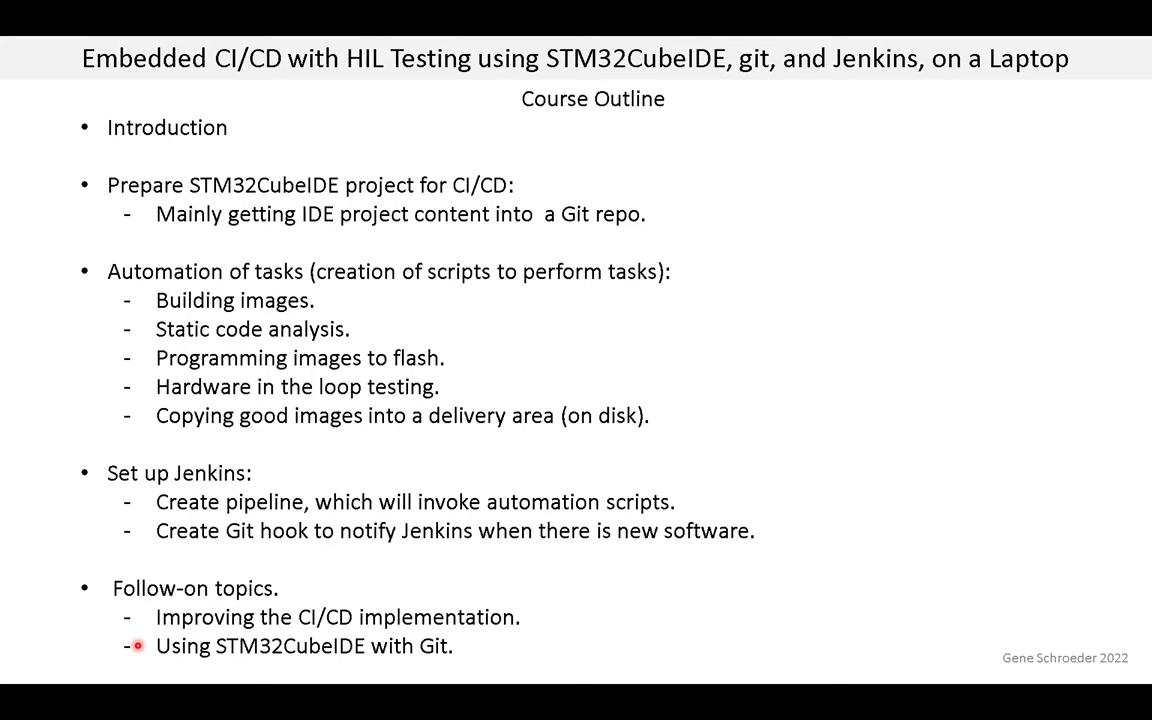 Embedded CI/CD with HIL Testing using STM32CubeIDE, git, and Jenkins, on a Laptop
Course Outline
• Introduction
• Prepare STM32CubeIDE project for CI/CD:
- Mainly getting IDE project content into a Git repo.
• Automation of tasks (creation of scripts to perform tasks):
- Building images.
- Static code analysis.
- Programming images to flash.
- Hardware in the loop testing.
- Copying good images into a delivery area (on disk).
• Set up Jenkins:
- Create pipeline, which will invoke automation scripts.
- Create Git hook to notify Jenkins when there is new software.
• Follow-on topics.
- Improving the CI/CD implementation.
- Using STM32CubeIDE with Git.
Gene Schroeder 2022